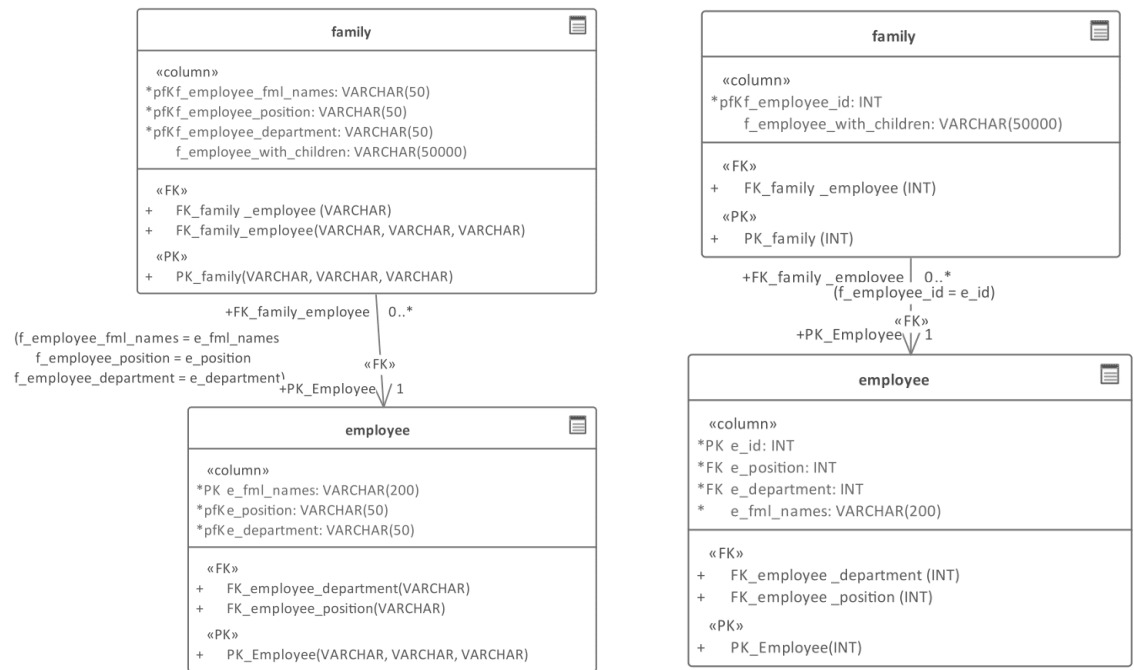 family
«column»
*pfKf_employee_fml_names: VARCHAR(50)
*pfKf_employee_position: VARCHAR(50)
*pfKf_employee_department: VARCHAR(50)
f_employee_with_children: VARCHAR(50000)
«FK»
+ FK_family _employee (VARCHAR)
+ FK_family_employee(VARCHAR, VARCHAR, VARCHAR)
«PK»
+ PK_family(VARCHAR, VARCHAR, VARCHAR)
+FK_family_employee 0..*
(f_employee_fml_names = e_fml_names
f_employee_position = e_position
f_employee_department = e_department)
«FK»
+PK_Employee 1
employee
«column»
*PK e_fml_names: VARCHAR(200)
*pfKe_position: VARCHAR(50)
*pfKe_department: VARCHAR(50)
«FK»
+ FK_employee_department(VARCHAR)
+ FK_employee_position(VARCHAR)
«PK»
+ PK_Employee(VARCHAR, VARCHAR, VARCHAR)
family
«column»
*pfKf_employee_id: INT
f_employee_with_children: VARCHAR(50000)
«FK»
+ FK_family _employee (INT)
«PK»
+ PK_family (INT)
+FK_family _employee 0..*
(f_employee_id = e_id)
«FK»
+PK_Employee 1
employee
«column»
*PK e_id: INT
*FK e_position: INT
*FK e_department: INT
* e_fml_names: VARCHAR(200)
«FK»
+ FK_employee _department (INT)
+ FK_employee _position (INT)
«PK»
+ PK_Employee(INT)